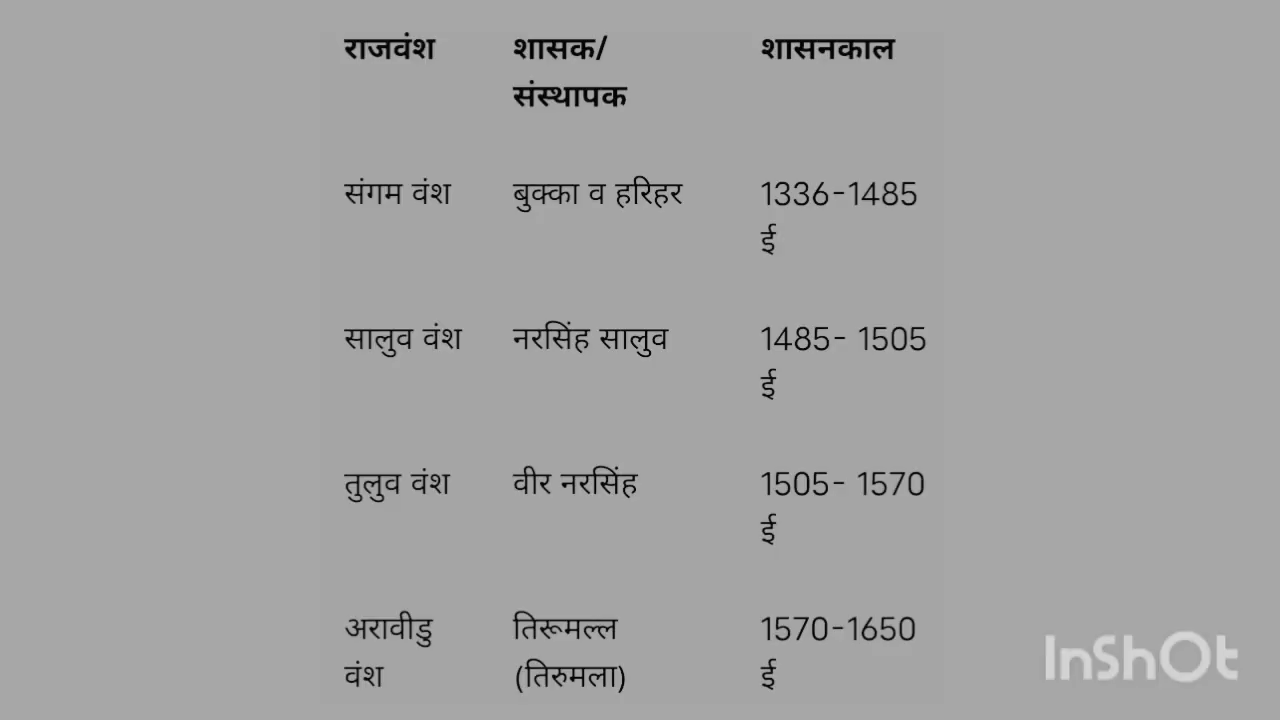 राजवंश शासक/ शासनकाल
संस्थापक
संगम वंश बुक्का व हरिहर 1336-1485
ई
सालुव वंश नरसिंह सालुव 1485- 1505
ई
तुलुव वंश वीर नरसिंह 1505- 1570
ई
अरावीडु तिरूमल्ल 1570-1650
वंश (तिरुमला) ई
InShOt